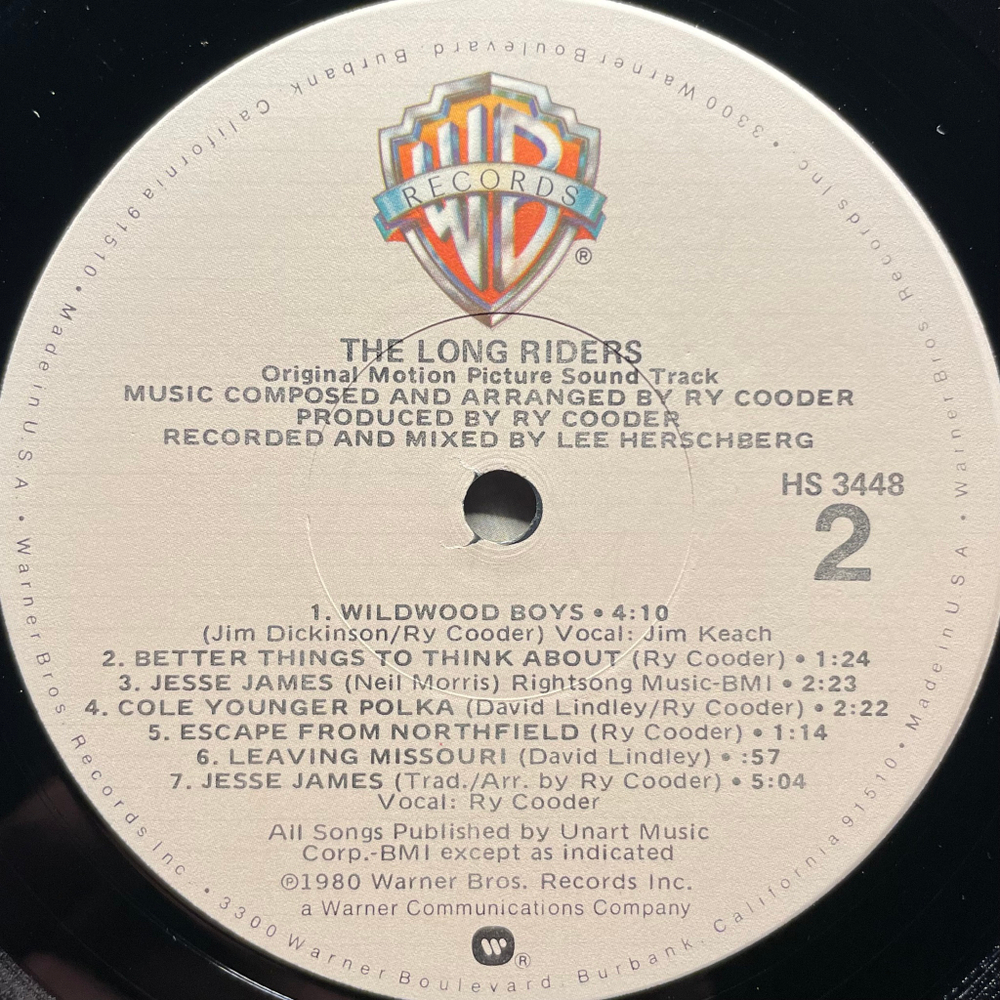 WB
RECORDS
®
THE LONG RIDERS
Original Motion Picture Sound Track
MUSIC COMPOSED AND ARRANGED BY RY COODER
PRODUCED BY RY COODER
RECORDED AND MIXED BY LEE HERSCHBERG
HS 3448
2
1. WILDWOOD BOYS • 4:10
(Jim Dickinson/Ry Cooder) Vocal: Jim Keach
2. BETTER THINGS TO THINK ABOUT (Ry Cooder) • 1:24
3. JESSE JAMES (Neil Morris) Rightsong Music-BMI • 2:23
4. COLE YOUNGER POLKA (David Lindley/Ry Cooder) • 2:22
5. ESCAPE FROM NORTHFIELD (Ry Cooder) • 1:14
6. LEAVING MISSOURI (David Lindley) • :57
7. JESSE JAMES (Trad./Arr. by Ry Cooder) • 5:04
Vocal: Ry Cooder
All Songs Published by Unart Music
Corp.-BMI except as indicated
℗1980 Warner Bros. Records Inc.
a Warner Communications Company
®
Warner Bros. Records Inc. • 3300 Warner Boulevard, Burbank, California 91510 • Made in U.S.A. • Warner Bros. Records Inc. • 3300 Warner Boulevard, Burbank, California 91510 • Made in U.S.A. •